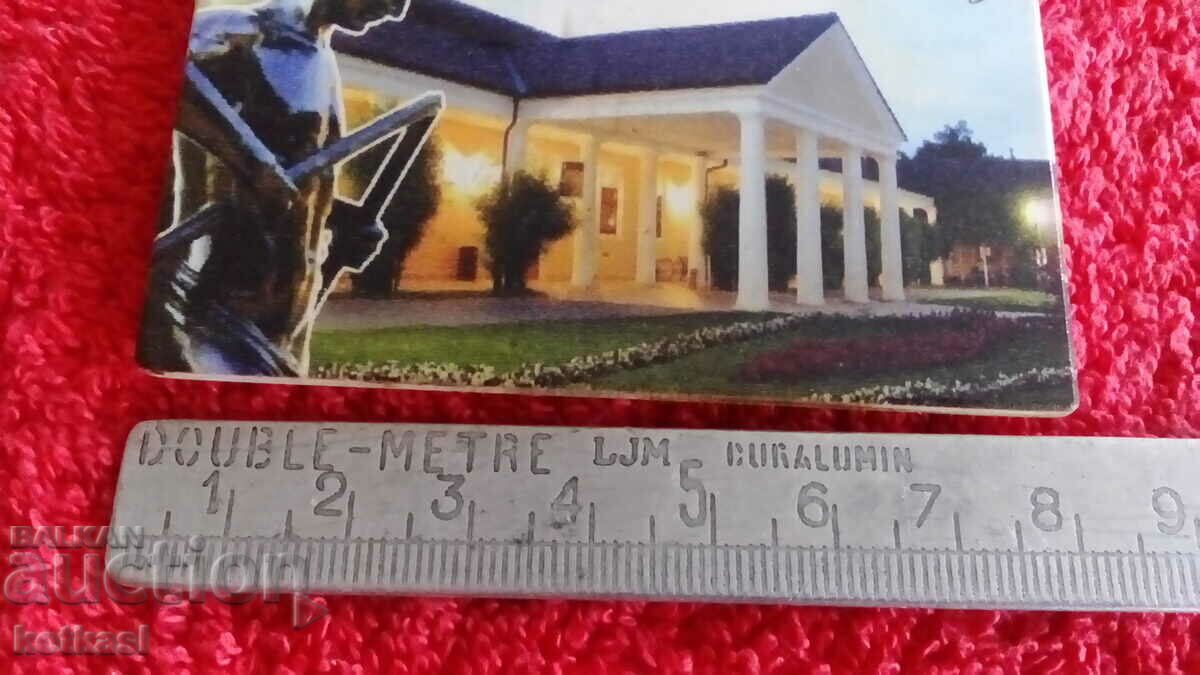 DOUBLE-METRE LJM DURALUMIN
1 2 3 4 5 6 7 8 9
BALKAN
auction
kotkasl